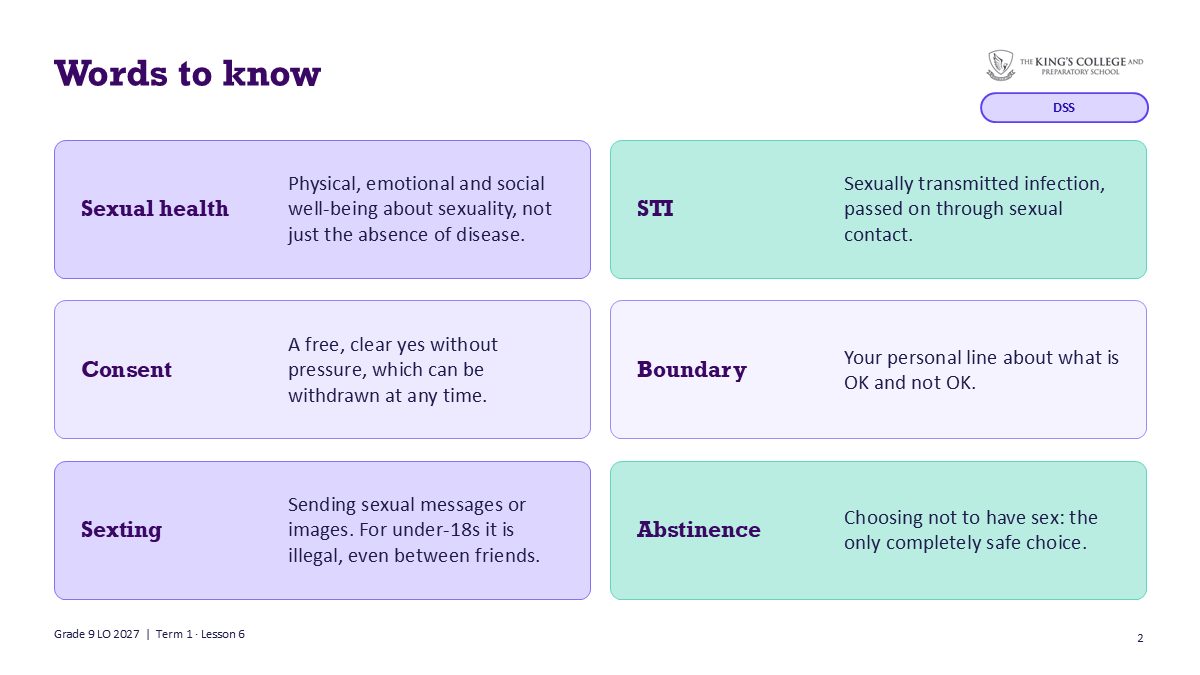 Words to know
THE KING'S COLLEGE AND
PREPARATORY SCHOOL
DSS
Sexual health
Physical, emotional and social
well-being about sexuality, not
just the absence of disease.
STI
Sexually transmitted infection,
passed on through sexual
contact.
Consent
A free, clear yes without
pressure, which can be
withdrawn at any time.
Boundary
Your personal line about what is
OK and not OK.
Sexting
Sending sexual messages or
images. For under-18s it is
illegal, even between friends.
Abstinence
Choosing not to have sex: the
only completely safe choice.
Grade 9 LO 2027 | Term 1 · Lesson 6
2